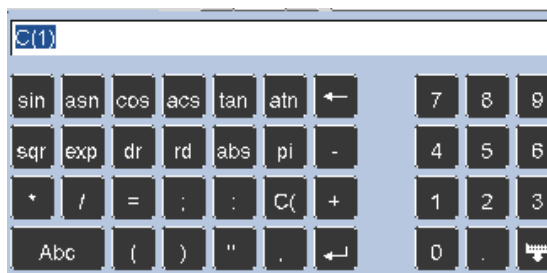 C(1)
sin asn cos acs tan atn ← 7 8 9
sqr exp dr rd abs pi - 4 5 6
* / = ; : C( + 1 2 3
Abc ( ) " , ↵ 0 .